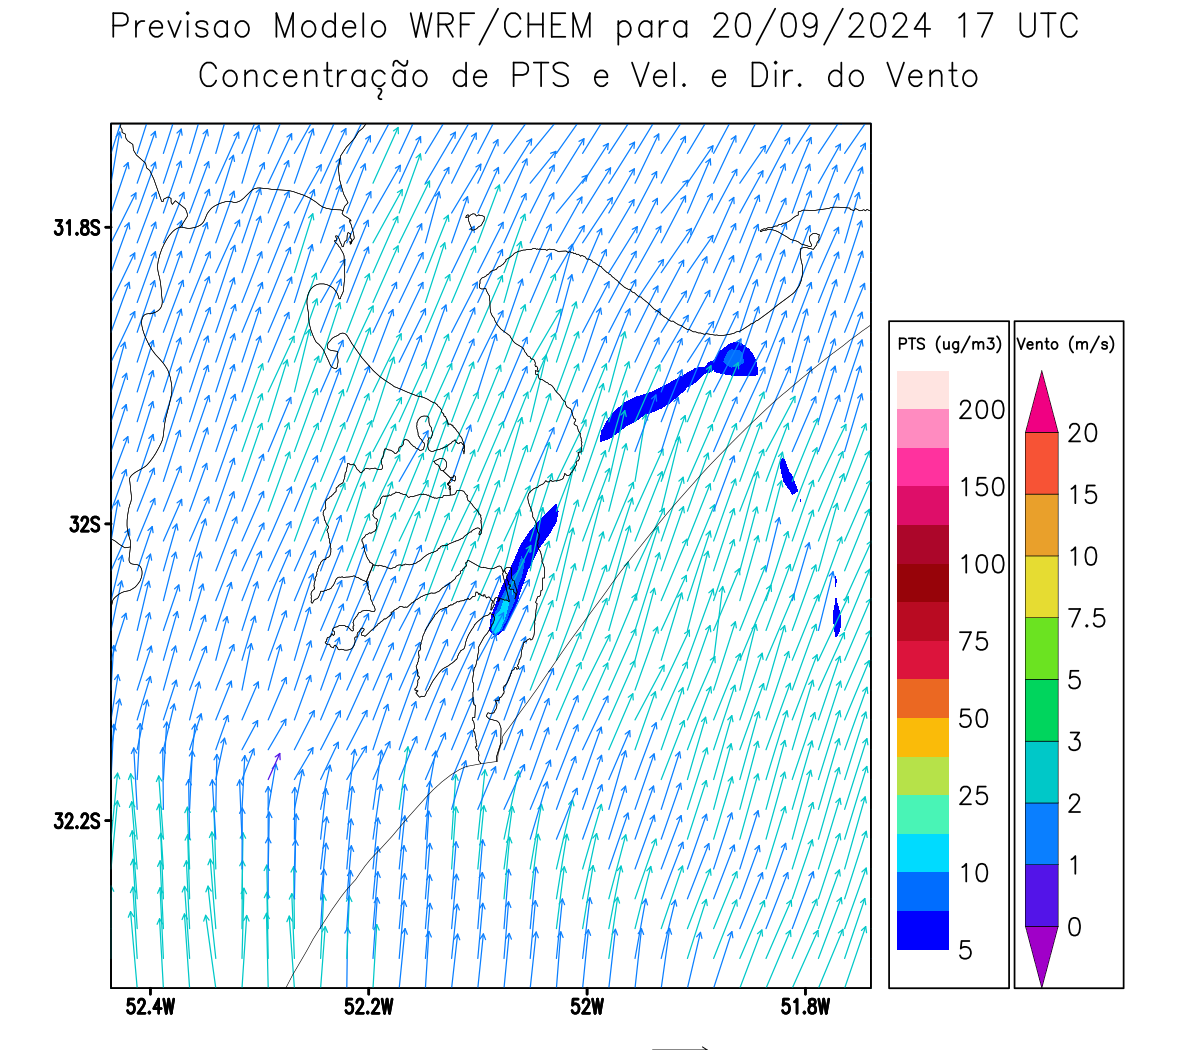 Previsao Modelo WRF/CHEM para 20/09/2024 17 UTC
Concentração de PTS e Vel. e Dir. do Vento
31.8S
32S
32.2S
52.4W
52.2W
52W
51.8W
PTS (ug/m3)
200
150
100
75
50
25
10
5
Vento (m/s)
20
15
10
7.5
5
3
2
1
0